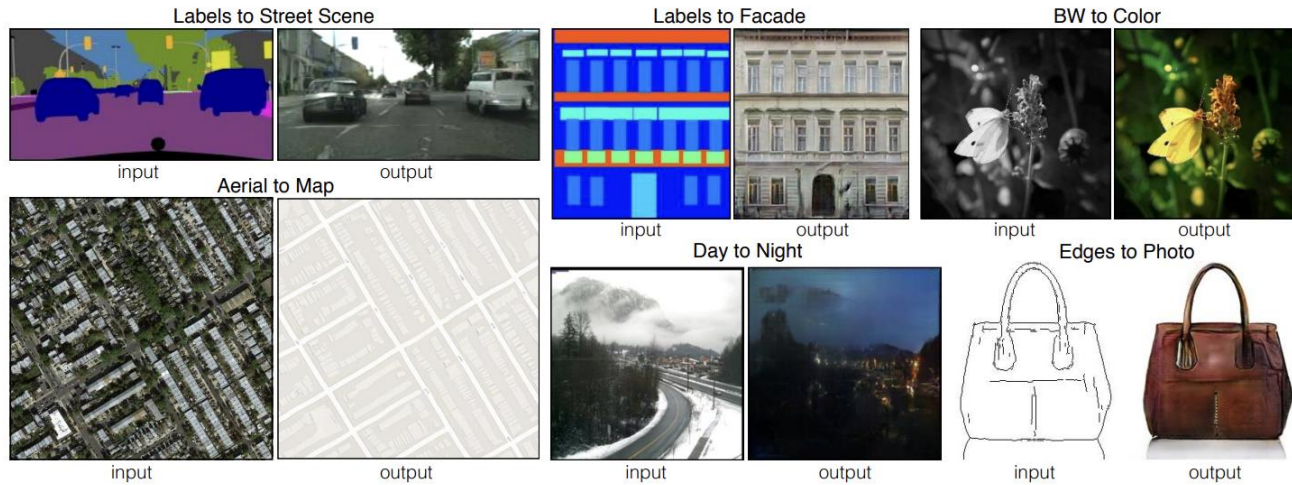 Labels to Street Scene
input
output
Aerial to Map
input
output
Labels to Facade
input
output
BW to Color
input
output
Day to Night
input
output
Edges to Photo
input
output